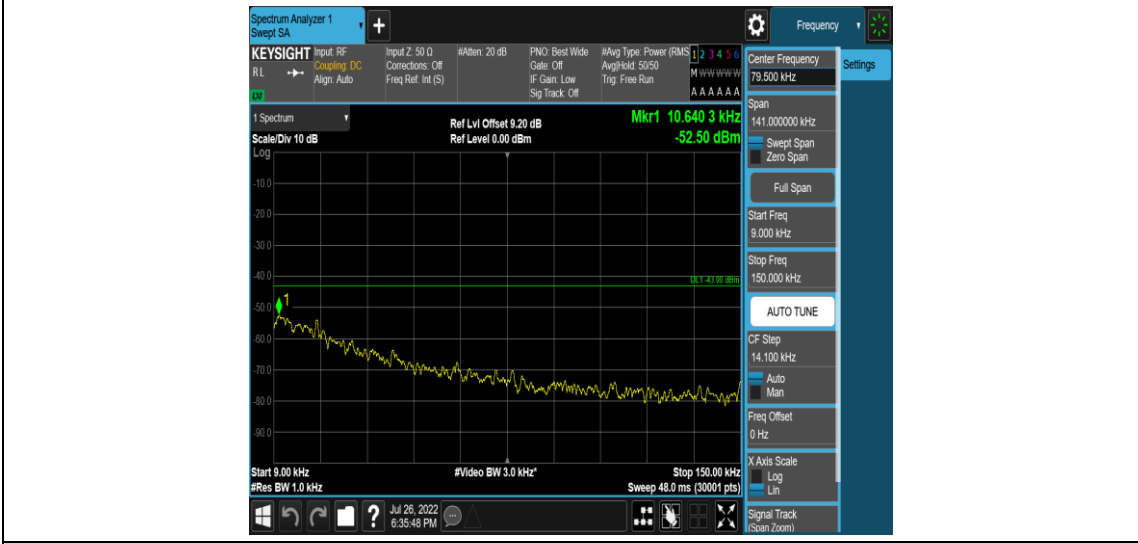 Spectrum Analyzer 1
Swept SA
+
Frequency
KEYSIGHT
RL
Input: RF
Coupling: DC
Align: Auto
Input Z: 50 Ω
Corrections: Off
Freq Ref: Int (S)
#Atten: 20 dB
PNO: Best Wide
Gate: Off
IF Gain: Low
Sig Track: Off
#Avg Type: Power (RMS
Avg|Hold: 50/50
Trig: Free Run
1 2 3 4 5 6
M W W W W W
A A A A A A
1 Spectrum
Scale/Div 10 dB
Log
Ref Lvl Offset 9.20 dB
Ref Level 0.00 dBm
Mkr1 10.640 3 kHz
-52.50 dBm
-10.0
-20.0
-30.0
-40.0
DL1 -43.00 dBm
-50.0
1
-60.0
-70.0
-80.0
-90.0
Start 9.00 kHz
#Res BW 1.0 kHz
#Video BW 3.0 kHz*
Stop 150.00 kHz
Sweep 48.0 ms (30001 pts)
?
Jul 26, 2022
6:35:48 PM
Center Frequency
79.500 kHz
Settings
Span
141.000000 kHz
Swept Span
Zero Span
Full Span
Start Freq
9.000 kHz
Stop Freq
150.000 kHz
AUTO TUNE
CF Step
14.100 kHz
Auto
Man
Freq Offset
0 Hz
X Axis Scale
Log
Lin
Signal Track
(Span Zoom)